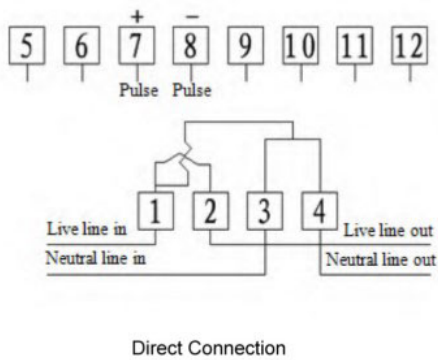 + −
5 6 7 8 9 10 11 12
Pulse Pulse
1 2 3 4
Live line in Live line out
Neutral line in Neutral line out
Direct Connection